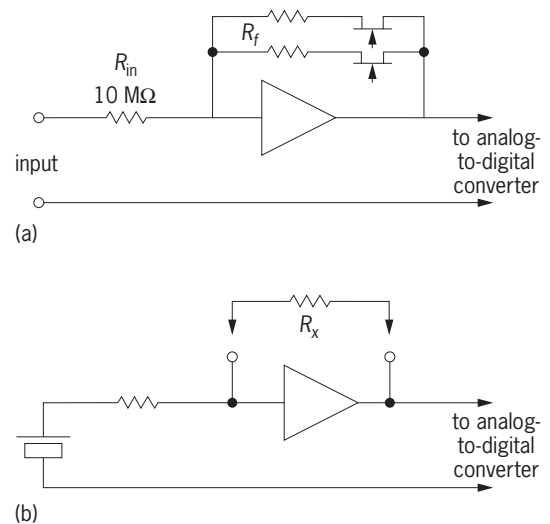 R_f
R_in
10 MΩ
input
to analog-
to-digital
converter
(a)
R_x
to analog-
to-digital
converter
(b)